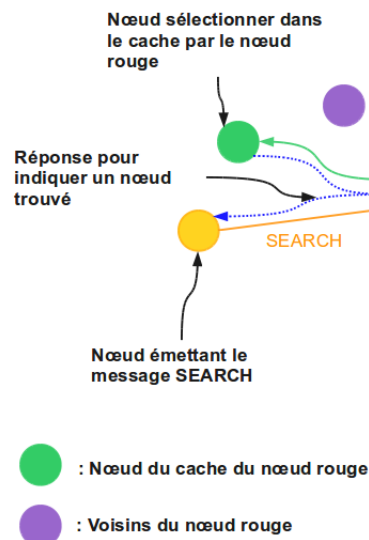 Nœud sélectionner dans
le cache par le nœud
rouge
Réponse pour
indiquer un nœud
trouvé
SEARCH
Nœud émettant le
message SEARCH
: Nœud du cache du nœud rouge
: Voisins du nœud rouge